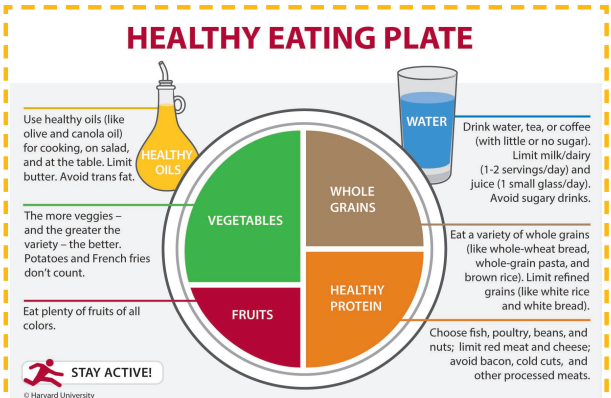 HEALTHY EATING PLATE
Use healthy oils (like
olive and canola oil)
for cooking, on salad,
and at the table. Limit
butter. Avoid trans fat.
HEALTHY
OILS
The more veggies –
and the greater the
variety – the better.
Potatoes and French fries
don't count.
Eat plenty of fruits of all
colors.
STAY ACTIVE!
© Harvard University
VEGETABLES
FRUITS
WHOLE
GRAINS
HEALTHY
PROTEIN
WATER
Drink water, tea, or coffee
(with little or no sugar).
Limit milk/dairy
(1-2 servings/day) and
juice (1 small glass/day).
Avoid sugary drinks.
Eat a variety of whole grains
(like whole-wheat bread,
whole-grain pasta, and
brown rice). Limit refined
grains (like white rice
and white bread).
Choose fish, poultry, beans, and
nuts; limit red meat and cheese;
avoid bacon, cold cuts, and
other processed meats.